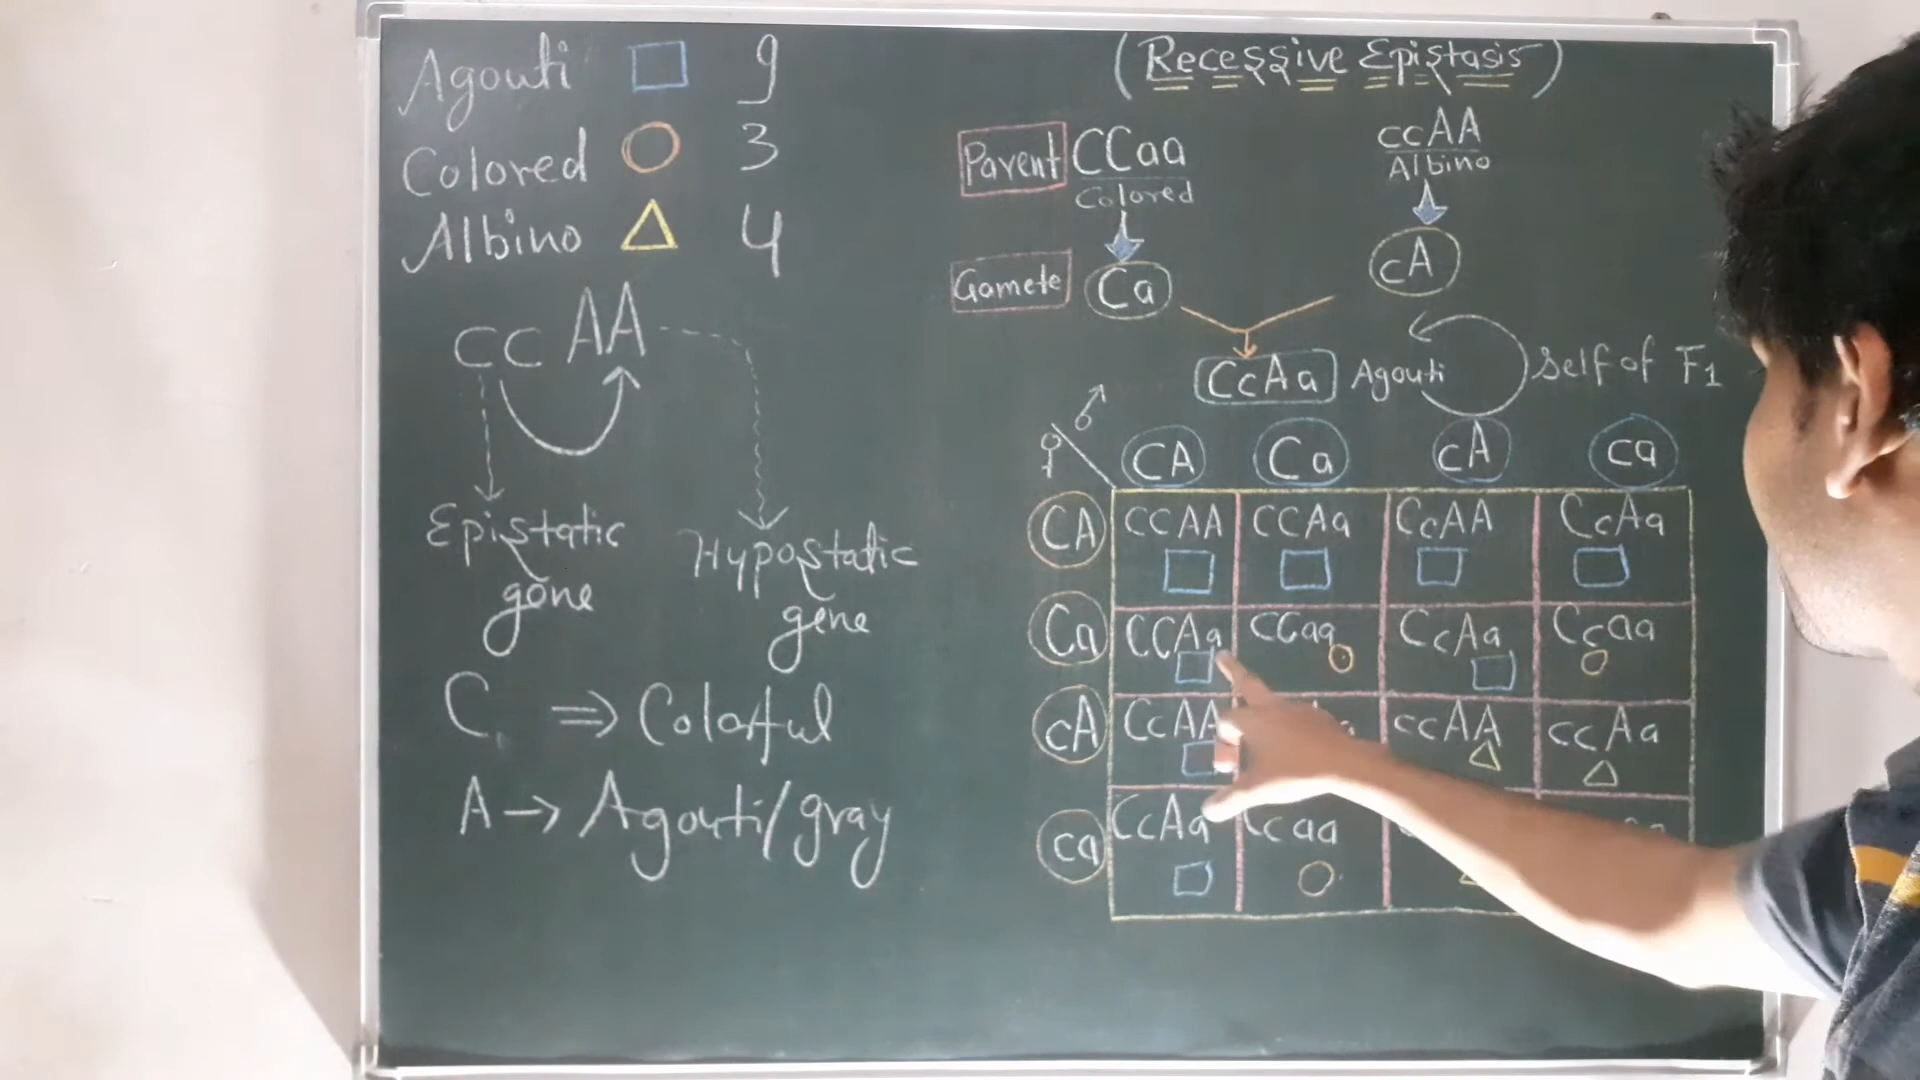 Agouti 9
Colored 3
Albino 4
cc AA
Epistatic gene
Hypostatic gene
C ⇒ Colorful
A → Agouti/gray
(Recessive Epistasis)
Parent CCaa ccAA
Colored Albino
Gamete Ca cA
CcAa Agouti self of F1
♀ ♂ CA Ca cA ca
CA CCAA CCAa CcAA CcAa
Ca CCAa CCaa CcAa Ccaa
cA CcAA ccAA ccAa
ca CcAa Ccaa